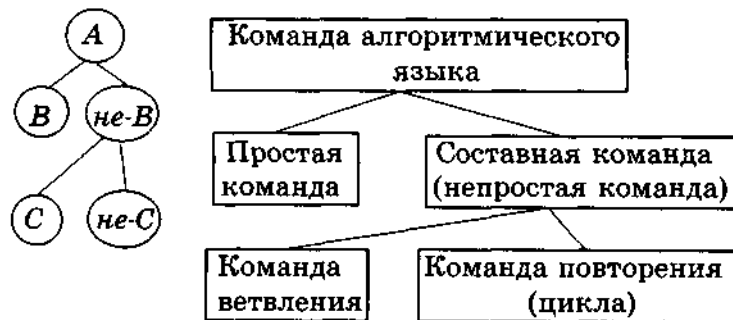 A
B
не-B
C
не-C
Команда алгоритмического
языка
Простая
команда
Составная команда
(непростая команда)
Команда
ветвления
Команда повторения
(цикла)